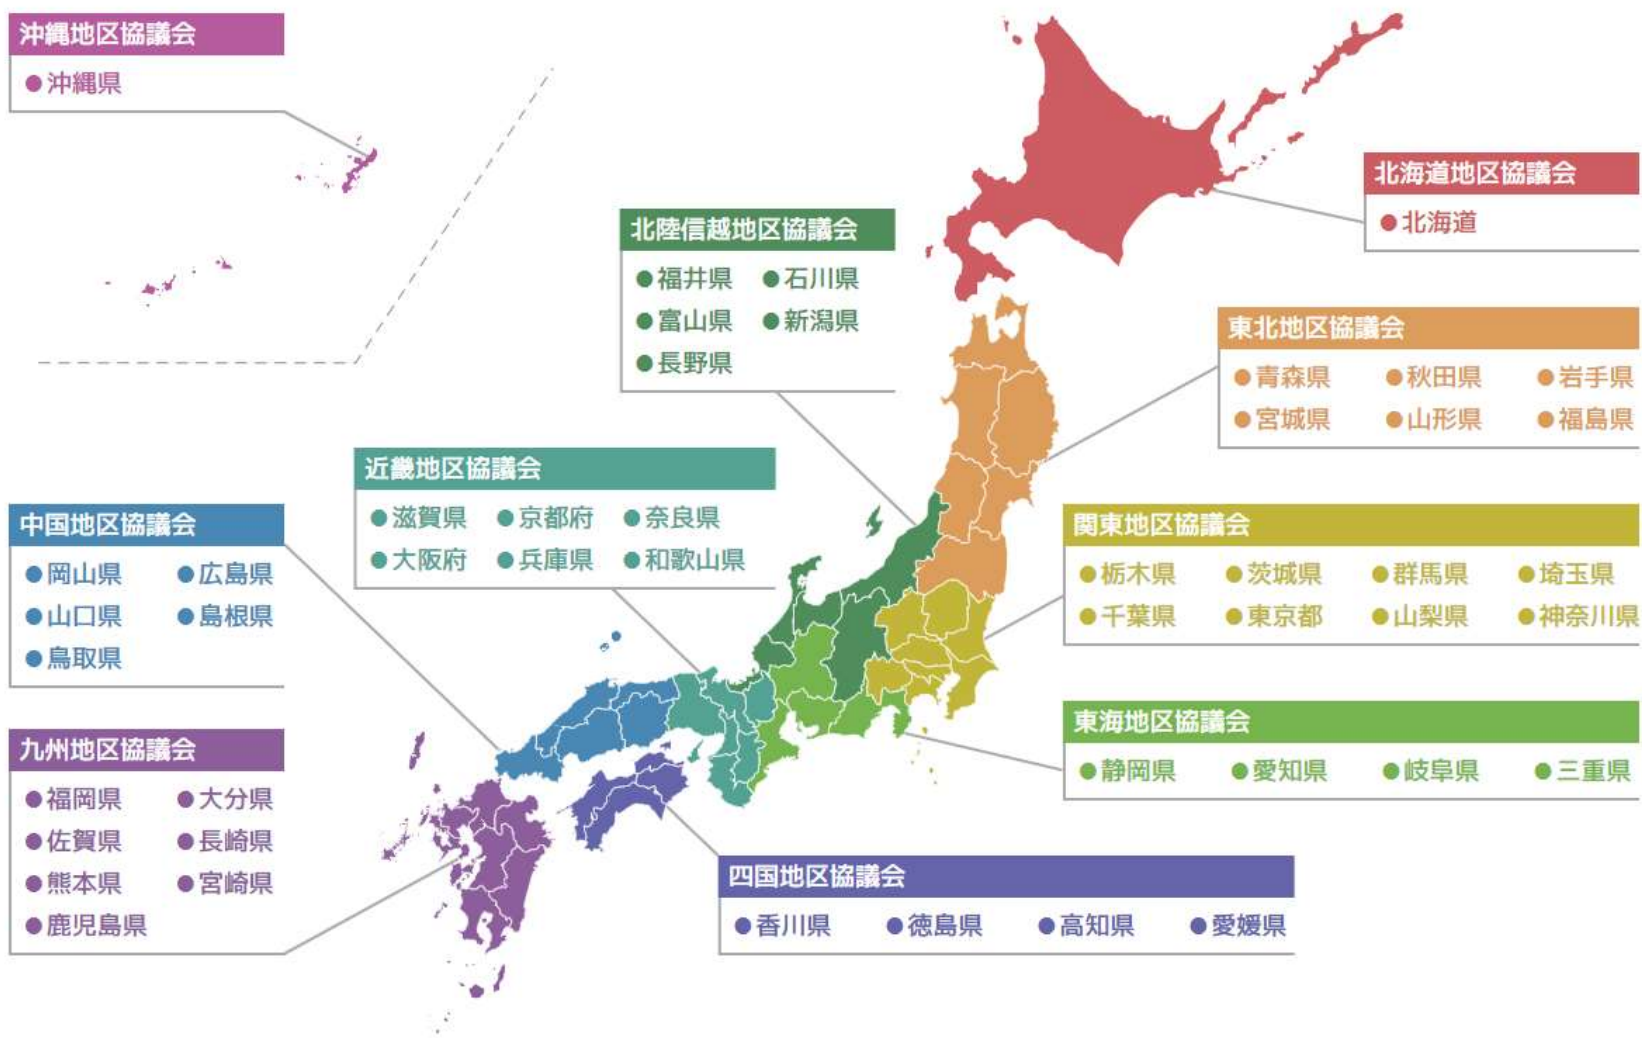 沖縄地区協議会
●沖縄県
北海道地区協議会
●北海道
北陸信越地区協議会
●福井県 ●石川県
●富山県 ●新潟県
●長野県
東北地区協議会
●青森県 ●秋田県 ●岩手県
●宮城県 ●山形県 ●福島県
近畿地区協議会
●滋賀県 ●京都府 ●奈良県
●大阪府 ●兵庫県 ●和歌山県
中国地区協議会
●岡山県 ●広島県
●山口県 ●島根県
●鳥取県
関東地区協議会
●栃木県 ●茨城県 ●群馬県 ●埼玉県
●千葉県 ●東京都 ●山梨県 ●神奈川県
東海地区協議会
●静岡県 ●愛知県 ●岐阜県 ●三重県
九州地区協議会
●福岡県 ●大分県
●佐賀県 ●長崎県
●熊本県 ●宮崎県
●鹿児島県
四国地区協議会
●香川県 ●徳島県 ●高知県 ●愛媛県